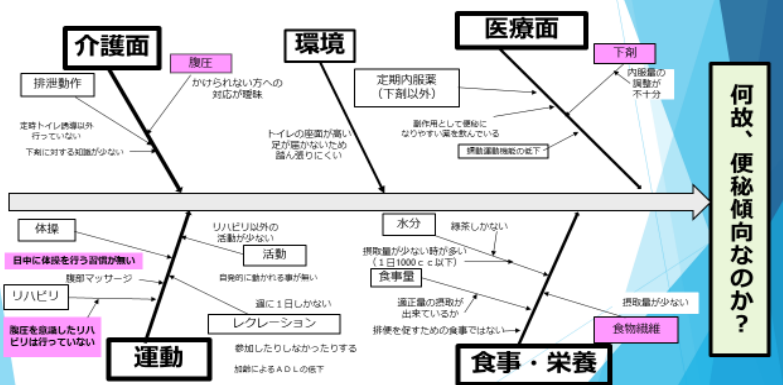 介護面
腹圧
かけられない方への
対応が曖昧
排泄動作
定時トイレ誘導以外
行っていない
下剤に対する知識が少ない
環境
トイレの座面が高い
足が届かないため
踏ん張りにくい
医療面
下剤
内服量の
調整が
不十分
定期内服薬
(下剤以外)
副作用として便秘に
なりやすい薬を飲んでいる
蠕動運動機能の低下
何故、便秘傾向なのか?
体操
日中に体操を行う習慣が無い
腹部マッサージ
リハビリ
腹圧を意識したリハ
ビリは行っていない
リハビリ以外の
活動が少ない
活動
自発的に動かれる事が無い
週に1日しかない
レクレーション
参加したりしなかったりする
加齢によるADLの低下
運動
水分
緑茶しかない
摂取量が少ない時が多い
(1日1000cc以下)
食事量
適正量の摂取が
出来ているか
排便を促すための食事ではない
摂取量が少ない
食物繊維
食事・栄養